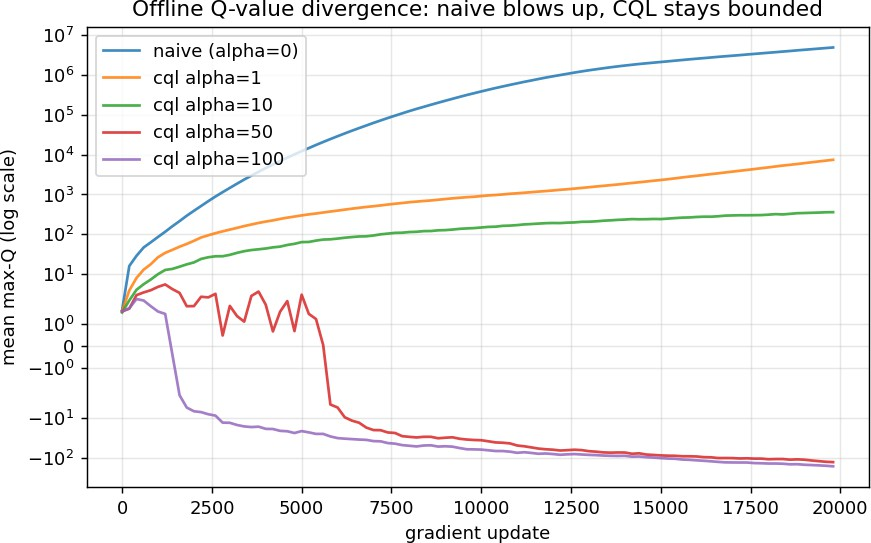 Offline Q-value divergence: naive blows up, CQL stays bounded
mean max-Q (log scale)
10⁷
10⁶
10⁵
10⁴
10³
10²
10¹
10⁰
0
−10⁰
−10¹
−10²
naive (alpha=0)
cql alpha=1
cql alpha=10
cql alpha=50
cql alpha=100
0 2500 5000 7500 10000 12500 15000 17500 20000
gradient update